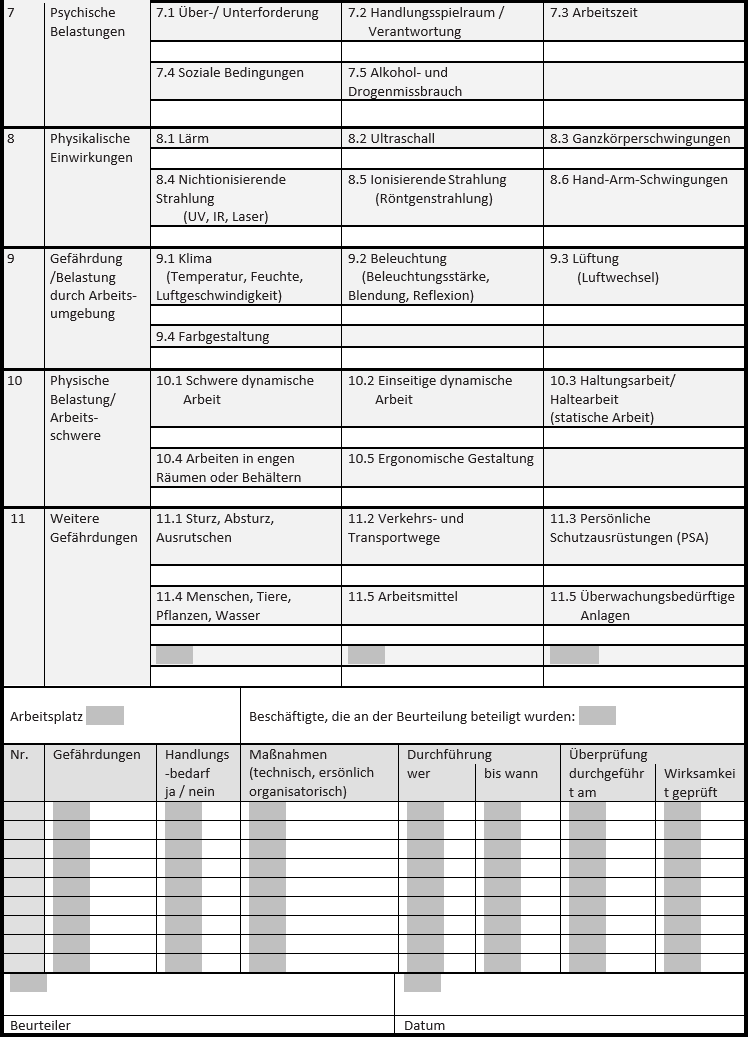 7
Psychische
Belastungen
7.1 Über-/ Unterforderung
7.2 Handlungsspielraum /
Verantwortung
7.3 Arbeitszeit
7.4 Soziale Bedingungen
7.5 Alkohol- und
Drogenmissbrauch
8
Physikalische
Einwirkungen
8.1 Lärm
8.2 Ultraschall
8.3 Ganzkörperschwingungen
8.4 Nichtionisierende
Strahlung
(UV, IR, Laser)
8.5 Ionisierende Strahlung
(Röntgenstrahlung)
8.6 Hand-Arm-Schwingungen
9
Gefährdung
/Belastung
durch Arbeits-
umgebung
9.1 Klima
(Temperatur, Feuchte,
Luftgeschwindigkeit)
9.2 Beleuchtung
(Beleuchtungsstärke,
Blendung, Reflexion)
9.3 Lüftung
(Luftwechsel)
9.4 Farbgestaltung
10
Physische
Belastung/
Arbeits-
schwere
10.1 Schwere dynamische
Arbeit
10.2 Einseitige dynamische
Arbeit
10.3 Haltungsarbeit/
Haltearbeit
(statische Arbeit)
10.4 Arbeiten in engen
Räumen oder Behältern
10.5 Ergonomische Gestaltung
11
Weitere
Gefährdungen
11.1 Sturz, Absturz,
Ausrutschen
11.2 Verkehrs- und
Transportwege
11.3 Persönliche
Schutzausrüstungen (PSA)
11.4 Menschen, Tiere,
Pflanzen, Wasser
11.5 Arbeitsmittel
11.5 Überwachungsbedürftige
Anlagen
Arbeitsplatz
Beschäftigte, die an der Beurteilung beteiligt wurden:
Nr.
Gefährdungen
Handlungs
-bedarf
ja / nein
Maßnahmen
(technisch, ersönlich
organisatorisch)
Durchführung
wer
bis wann
Überprüfung
durchgeführ
t am
Wirksamkei
t geprüft
Beurteiler
Datum